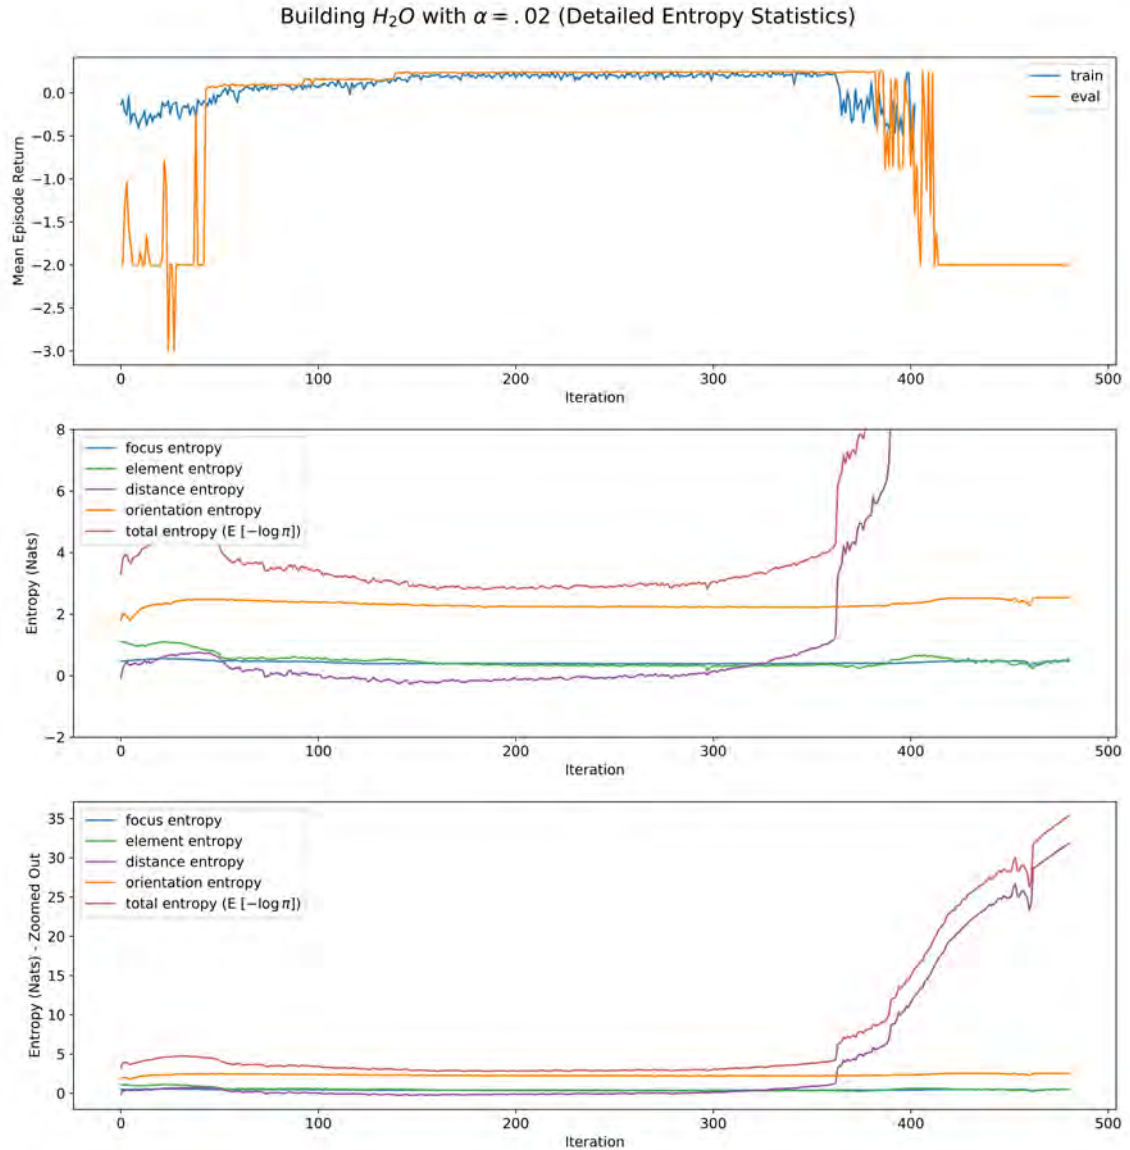 Building H₂O with α = .02 (Detailed Entropy Statistics)
Mean Episode Return
0.0
−0.5
−1.0
−1.5
−2.0
−2.5
−3.0
train
eval
0 100 200 300 400 500
Iteration
Entropy (Nats)
8
6
4
2
0
−2
focus entropy
element entropy
distance entropy
orientation entropy
total entropy (E [−log π])
0 100 200 300 400 500
Iteration
Entropy (Nats) - Zoomed Out
35
30
25
20
15
10
5
0
focus entropy
element entropy
distance entropy
orientation entropy
total entropy (E [−log π])
0 100 200 300 400 500
Iteration